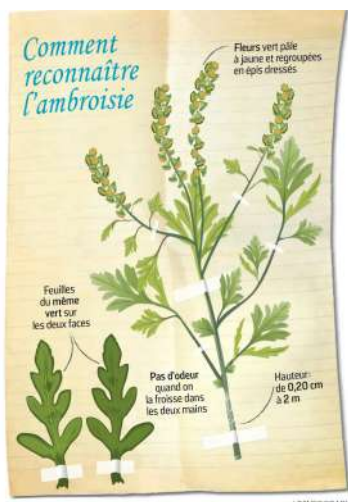 Comment
reconnaître
l'ambroisie
Fleurs vert pâle
à jaune et regroupées
en épis dressés
Feuilles
du même
vert sur
les deux faces
Pas d'odeur
quand on
la froisse dans
les deux mains
Hauteur:
de 0,20 cm
à 2 m